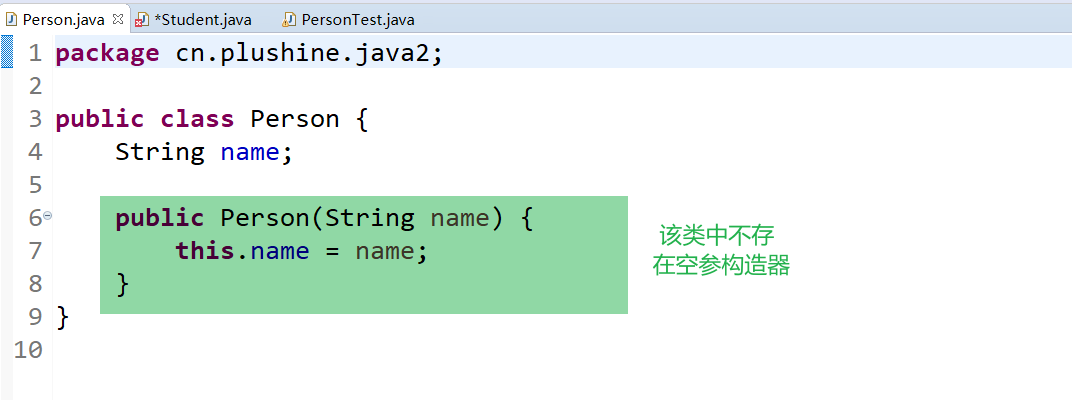 Person.java *Student.java PersonTest.java
1 package cn.plushine.java2;
2
3 public class Person {
4 String name;
5
6 public Person(String name) {
7 this.name = name;
8 }
9 }
10
该类中不存
在空参构造器